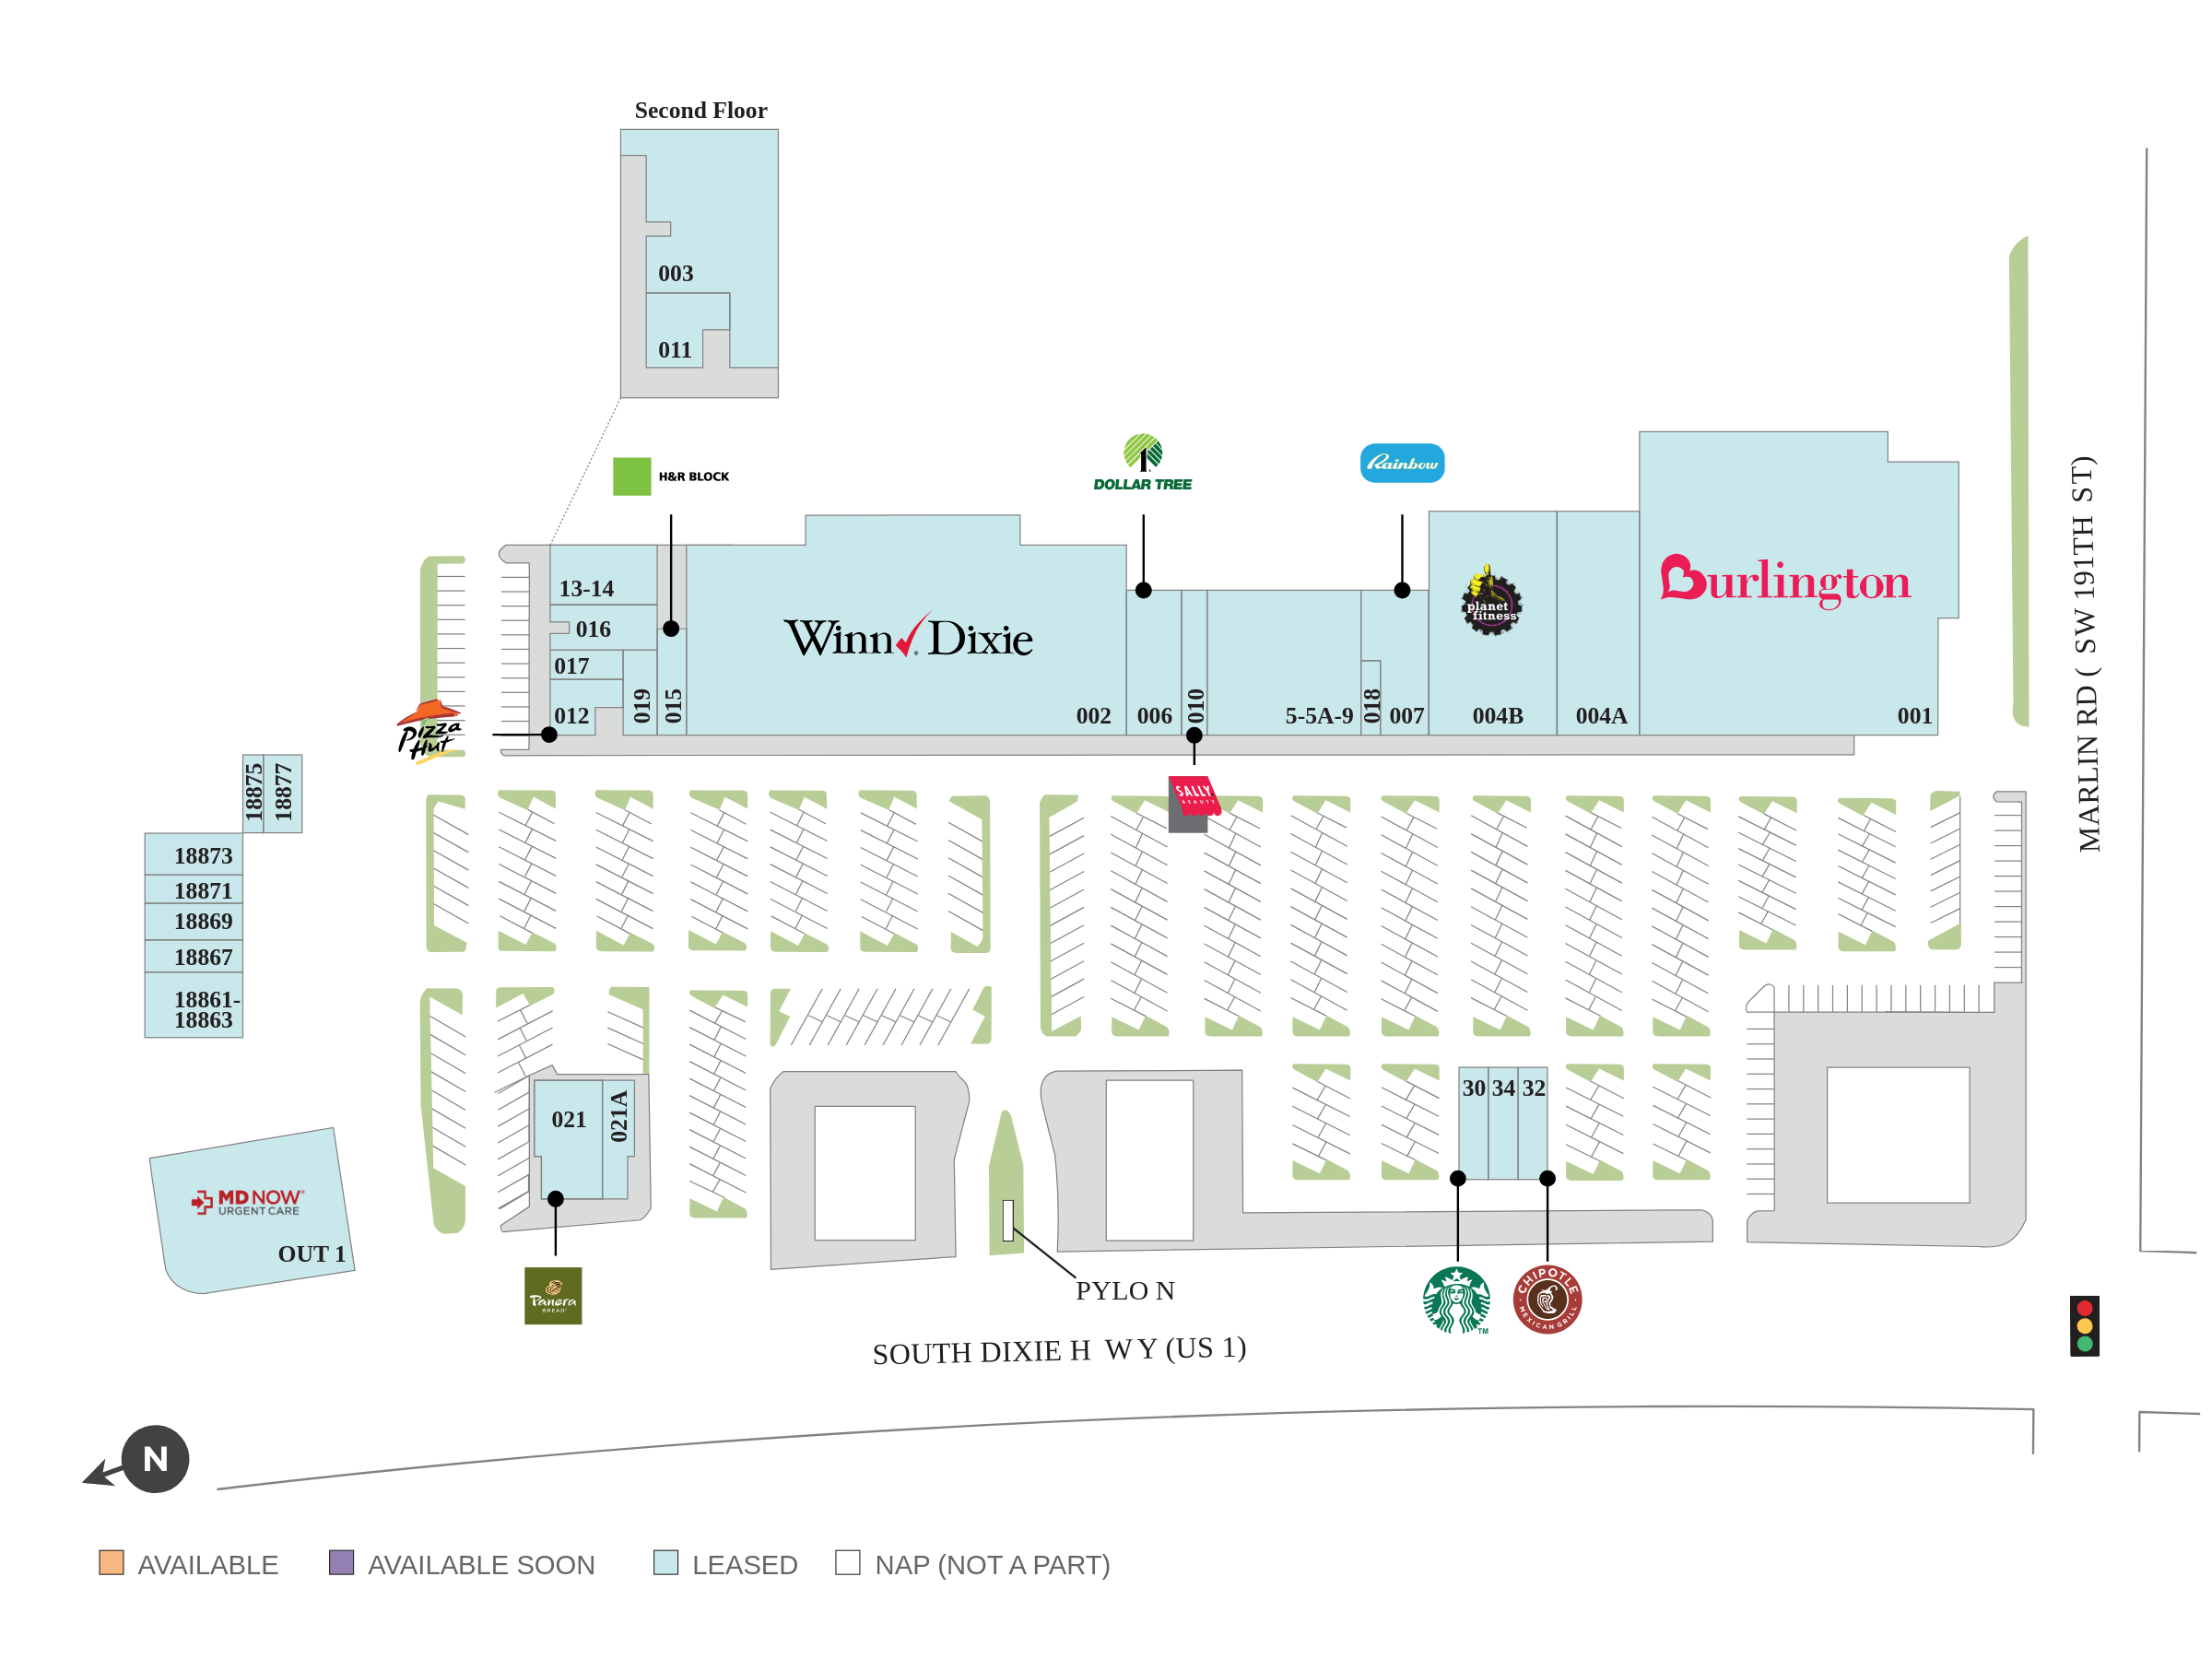 Second Floor
003
011
H&R BLOCK
DOLLAR TREE
Rainbow
13-14
016
017
012
019
015
Winn Dixie
002
006
010
5-5A-9
018
007
planet
fitness
004B
004A
Burlington
001
MARLIN RD ( SW 191TH ST)
Pizza
Hut
SALLY
BEAUTY
18875
18877
18873
18871
18869
18867
18861-
18863
021
021A
30
34
32
MD NOW®
URGENT CARE
OUT 1
Panera
BREAD®
PYLO N
TM
CHIPOTLE
MEXICAN GRILL
SOUTH DIXIE H WY (US 1)
N
AVAILABLE
AVAILABLE SOON
LEASED
NAP (NOT A PART)